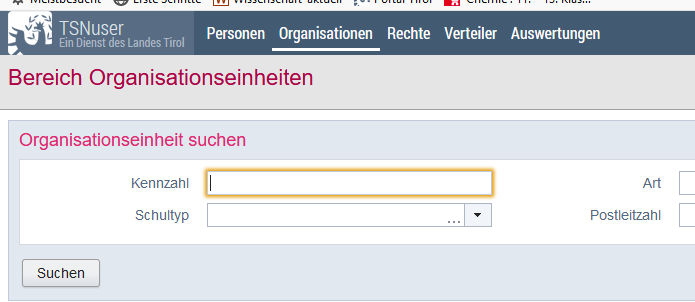 Meistbesucht Erste Schritte Wissenschaft-aktuell Portal Tirol Chemie
TSNuser
Ein Dienst des Landes Tirol
Personen Organisationen Rechte Verteiler Auswertungen
Bereich Organisationseinheiten
Organisationseinheit suchen
Kennzahl Art
Schultyp ... Postleitzahl
Suchen